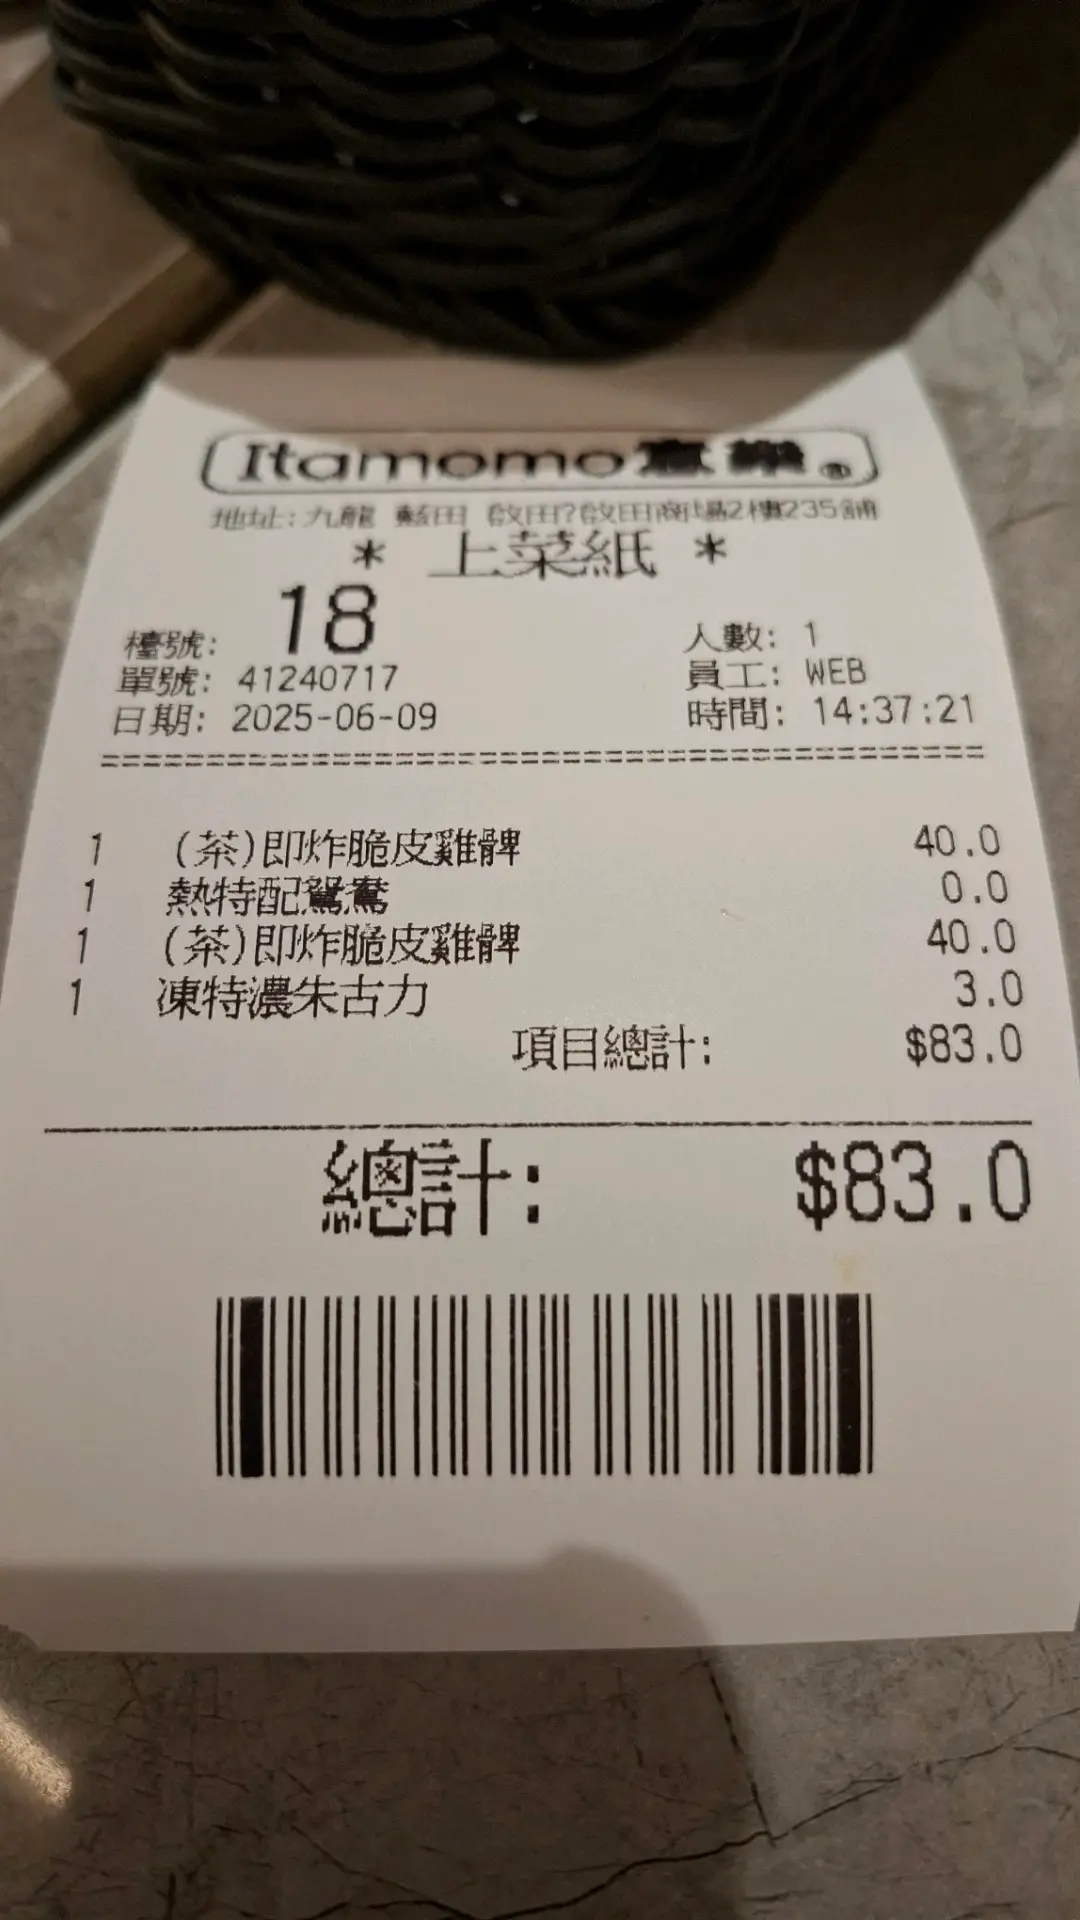 Itamomo意樂®
地址:九龍 藍田 啟田?啟田商場2樓235舖
* 上菜紙 *
檯號: 18 人數: 1
單號: 41240717 員工: WEB
日期: 2025-06-09 時間: 14:37:21
1 (茶)即炸脆皮雞髀 40.0
1 熱特配鴛鴦 0.0
1 (茶)即炸脆皮雞髀 40.0
1 凍特濃朱古力 3.0
項目總計: $83.0
總計: $83.0